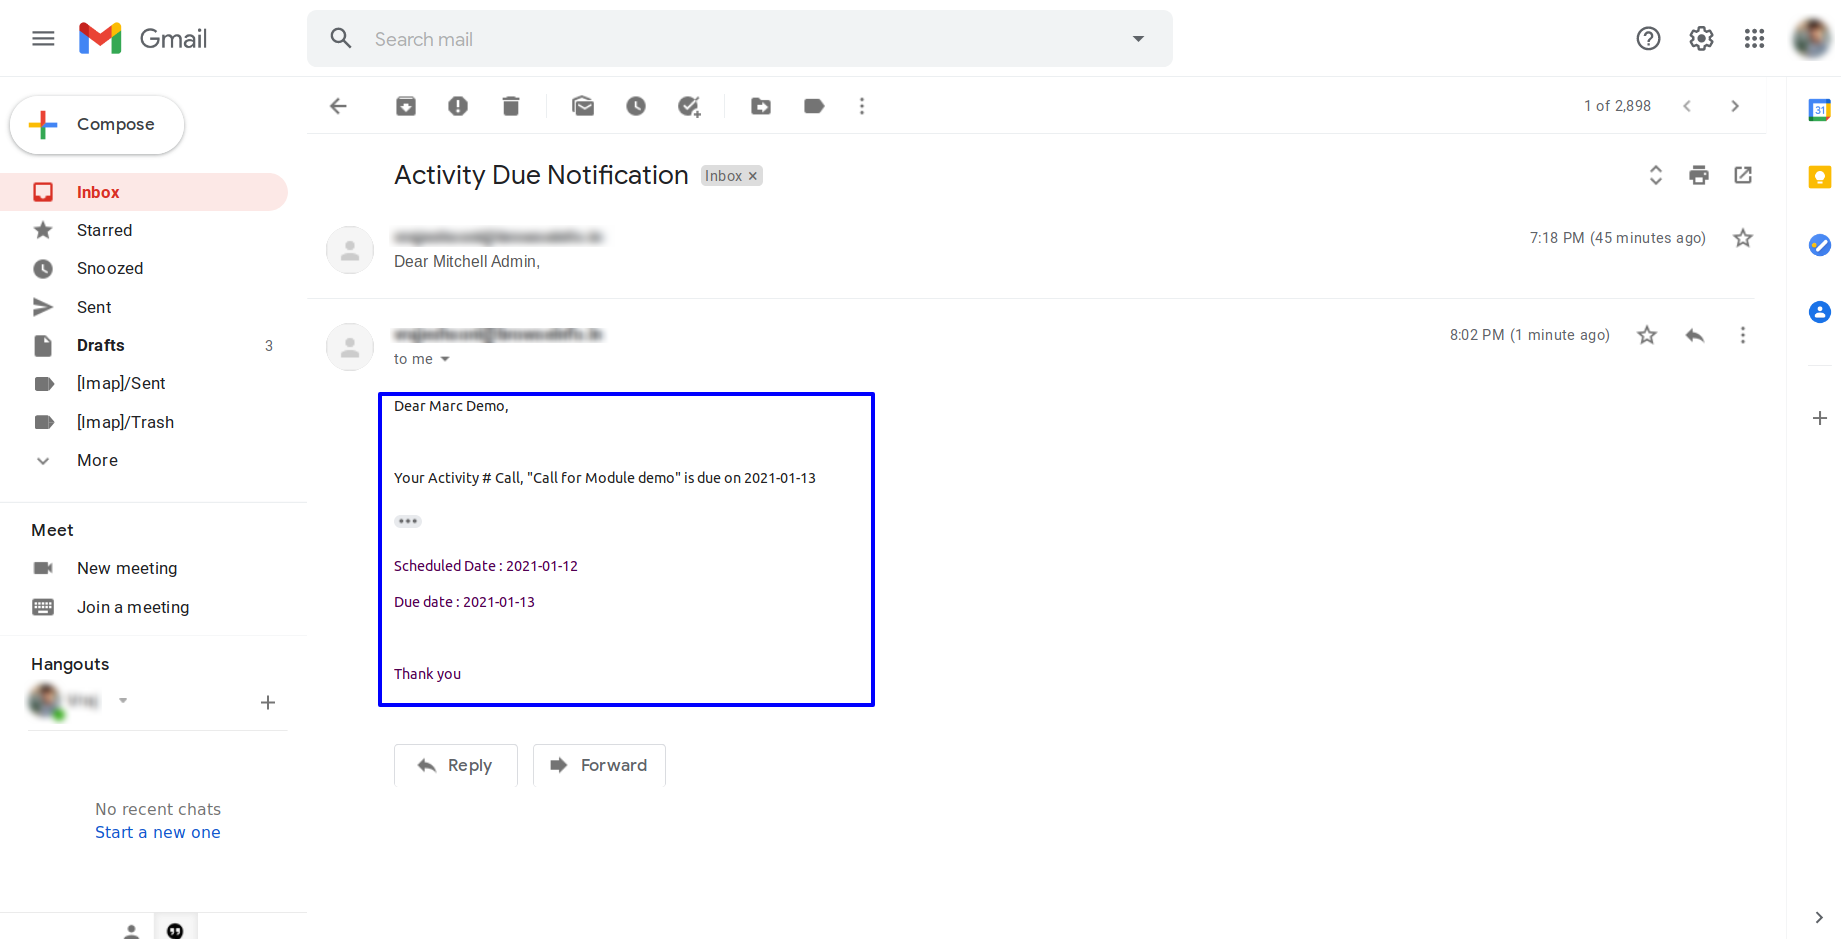 Gmail
Search mail
Compose
1 of 2,898
31
Inbox
Starred
Snoozed
Sent
Drafts 3
[Imap]/Sent
[Imap]/Trash
More
Meet
New meeting
Join a meeting
Hangouts
No recent chats
Start a new one
Activity Due Notification Inbox ×
7:18 PM (45 minutes ago)
Dear Mitchell Admin,
8:02 PM (1 minute ago)
to me
Dear Marc Demo,
Your Activity # Call, "Call for Module demo" is due on 2021-01-13
Scheduled Date : 2021-01-12
Due date : 2021-01-13
Thank you
Reply Forward